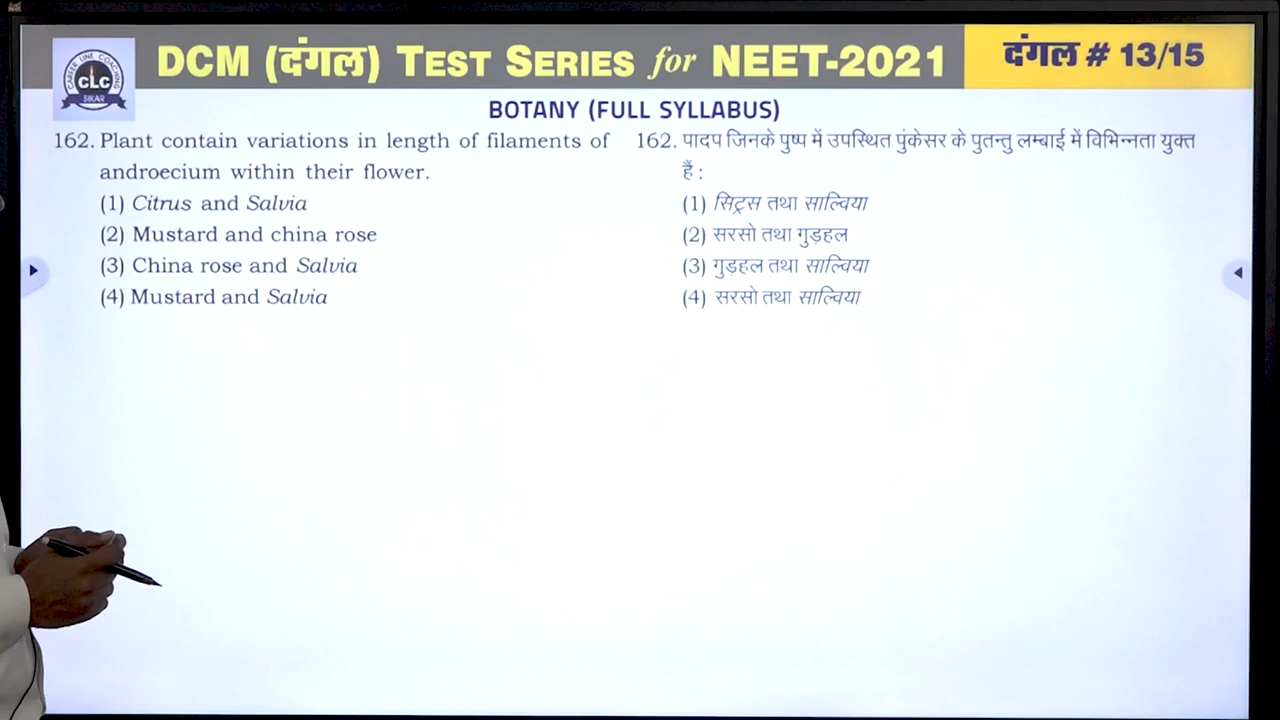 DCM (दंगल) TEST SERIES for NEET-2021
दंगल # 13/15
CAREER LINE COACHING
CLC
SIKAR
BOTANY (FULL SYLLABUS)
162. Plant contain variations in length of filaments of
androecium within their flower.
(1) Citrus and Salvia
(2) Mustard and china rose
(3) China rose and Salvia
(4) Mustard and Salvia
162. पादप जिनके पुष्प में उपस्थित पुंकेसर के पुतन्तु लम्बाई में विभिन्नता युक्त
हैं :
(1) सिट्रस तथा साल्विया
(2) सरसो तथा गुड़हल
(3) गुड़हल तथा साल्विया
(4) सरसो तथा साल्विया